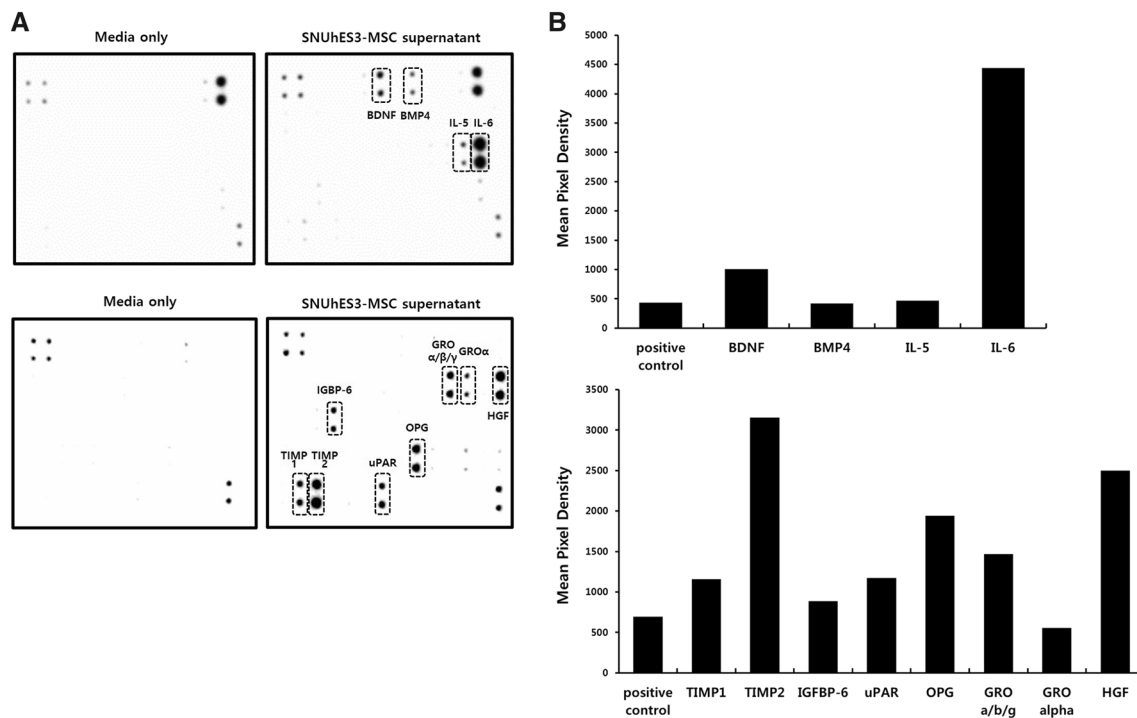 A
B
Media only
SNUhES3-MSC supernatant
BDNF
BMP4
IL-5
IL-6
Media only
SNUhES3-MSC supernatant
GRO
α/β/γ
GROα
HGF
IGBP-6
OPG
TIMP
1
TIMP
2
uPAR
Mean Pixel Density
5000
4500
4000
3500
3000
2500
2000
1500
1000
500
0
positive
control
BDNF
BMP4
IL-5
IL-6
Mean Pixel Density
3500
3000
2500
2000
1500
1000
500
0
positive
control
TIMP1
TIMP2
IGFBP-6
uPAR
OPG
GRO
a/b/g
GRO
alpha
HGF